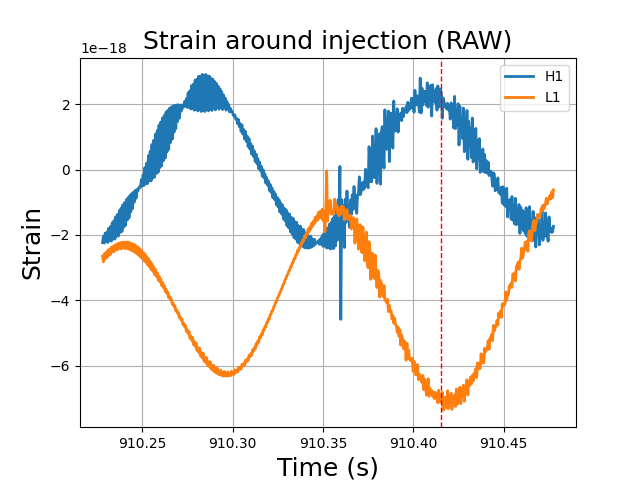 Strain around injection (RAW)
1e−18
H1
L1
2
0
−2
−4
−6
Strain
910.25 910.30 910.35 910.40 910.45
Time (s)